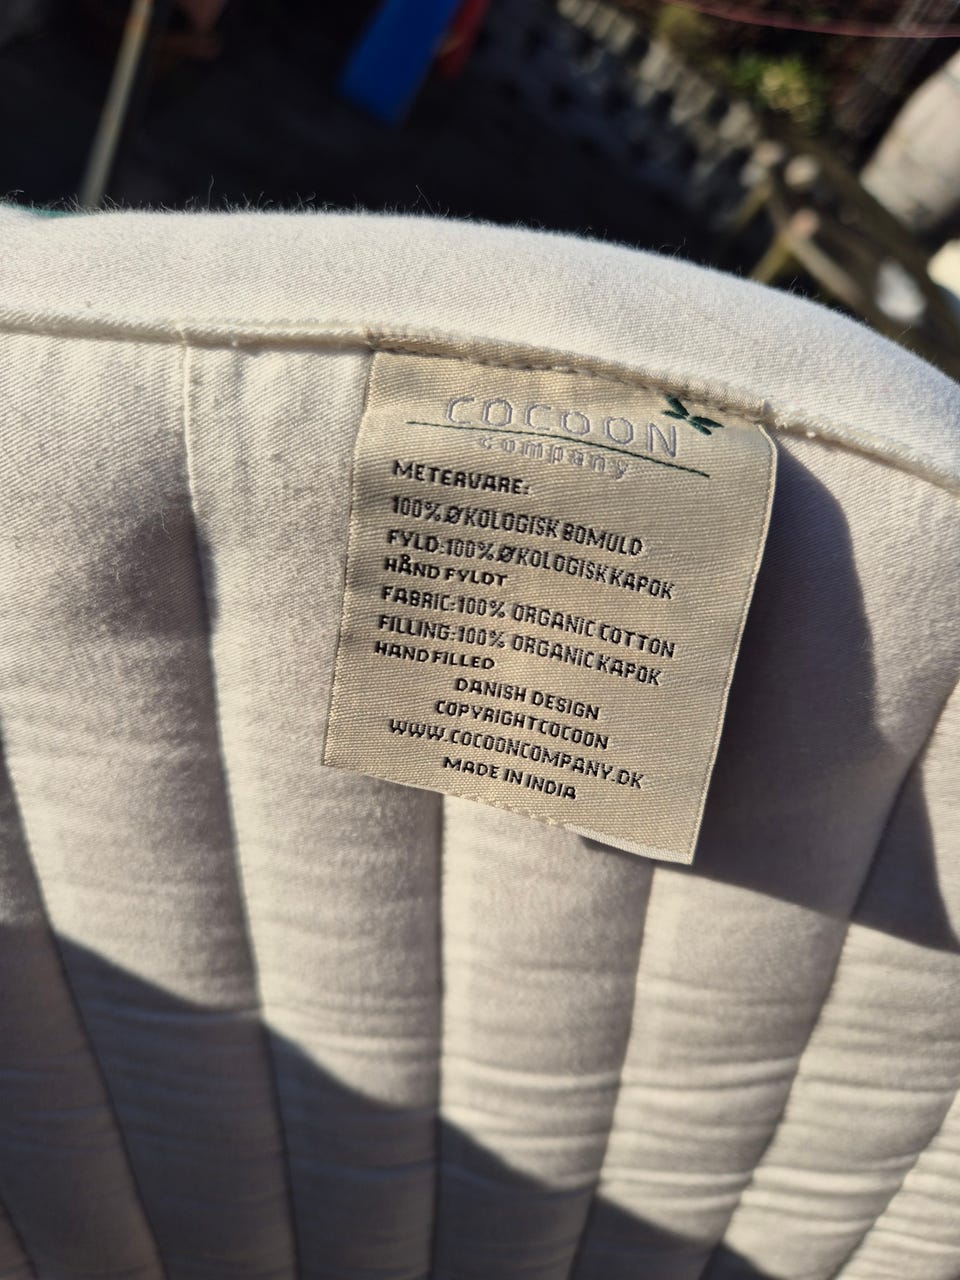 COCOON
company
METERVARE:
100% ØKOLOGISK BOMULD
FYLD:100% ØKOLOGISK KAPOK
HÅND FYLDT
FABRIC:100% ORGANIC COTTON
FILLING:100% ORGANIC KAPOK
HAND FILLED
DANISH DESIGN
COPYRIGHT COCOON
WWW.COCOONCOMPANY.DK
MADE IN INDIA